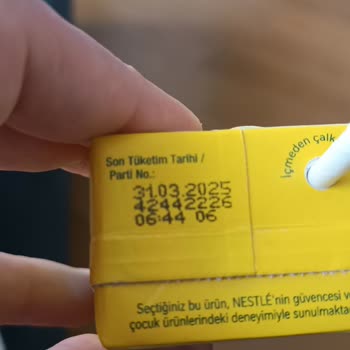 Son Tüketim Tarihi /
Parti No.:
31.03.2025
42442226
06:44 06
İçmeden çalk
Seçtiğiniz bu ürün, NESTLÉ'nin güvencesi ve
çocuk ürünlerindeki deneyimiyle sunulmakta